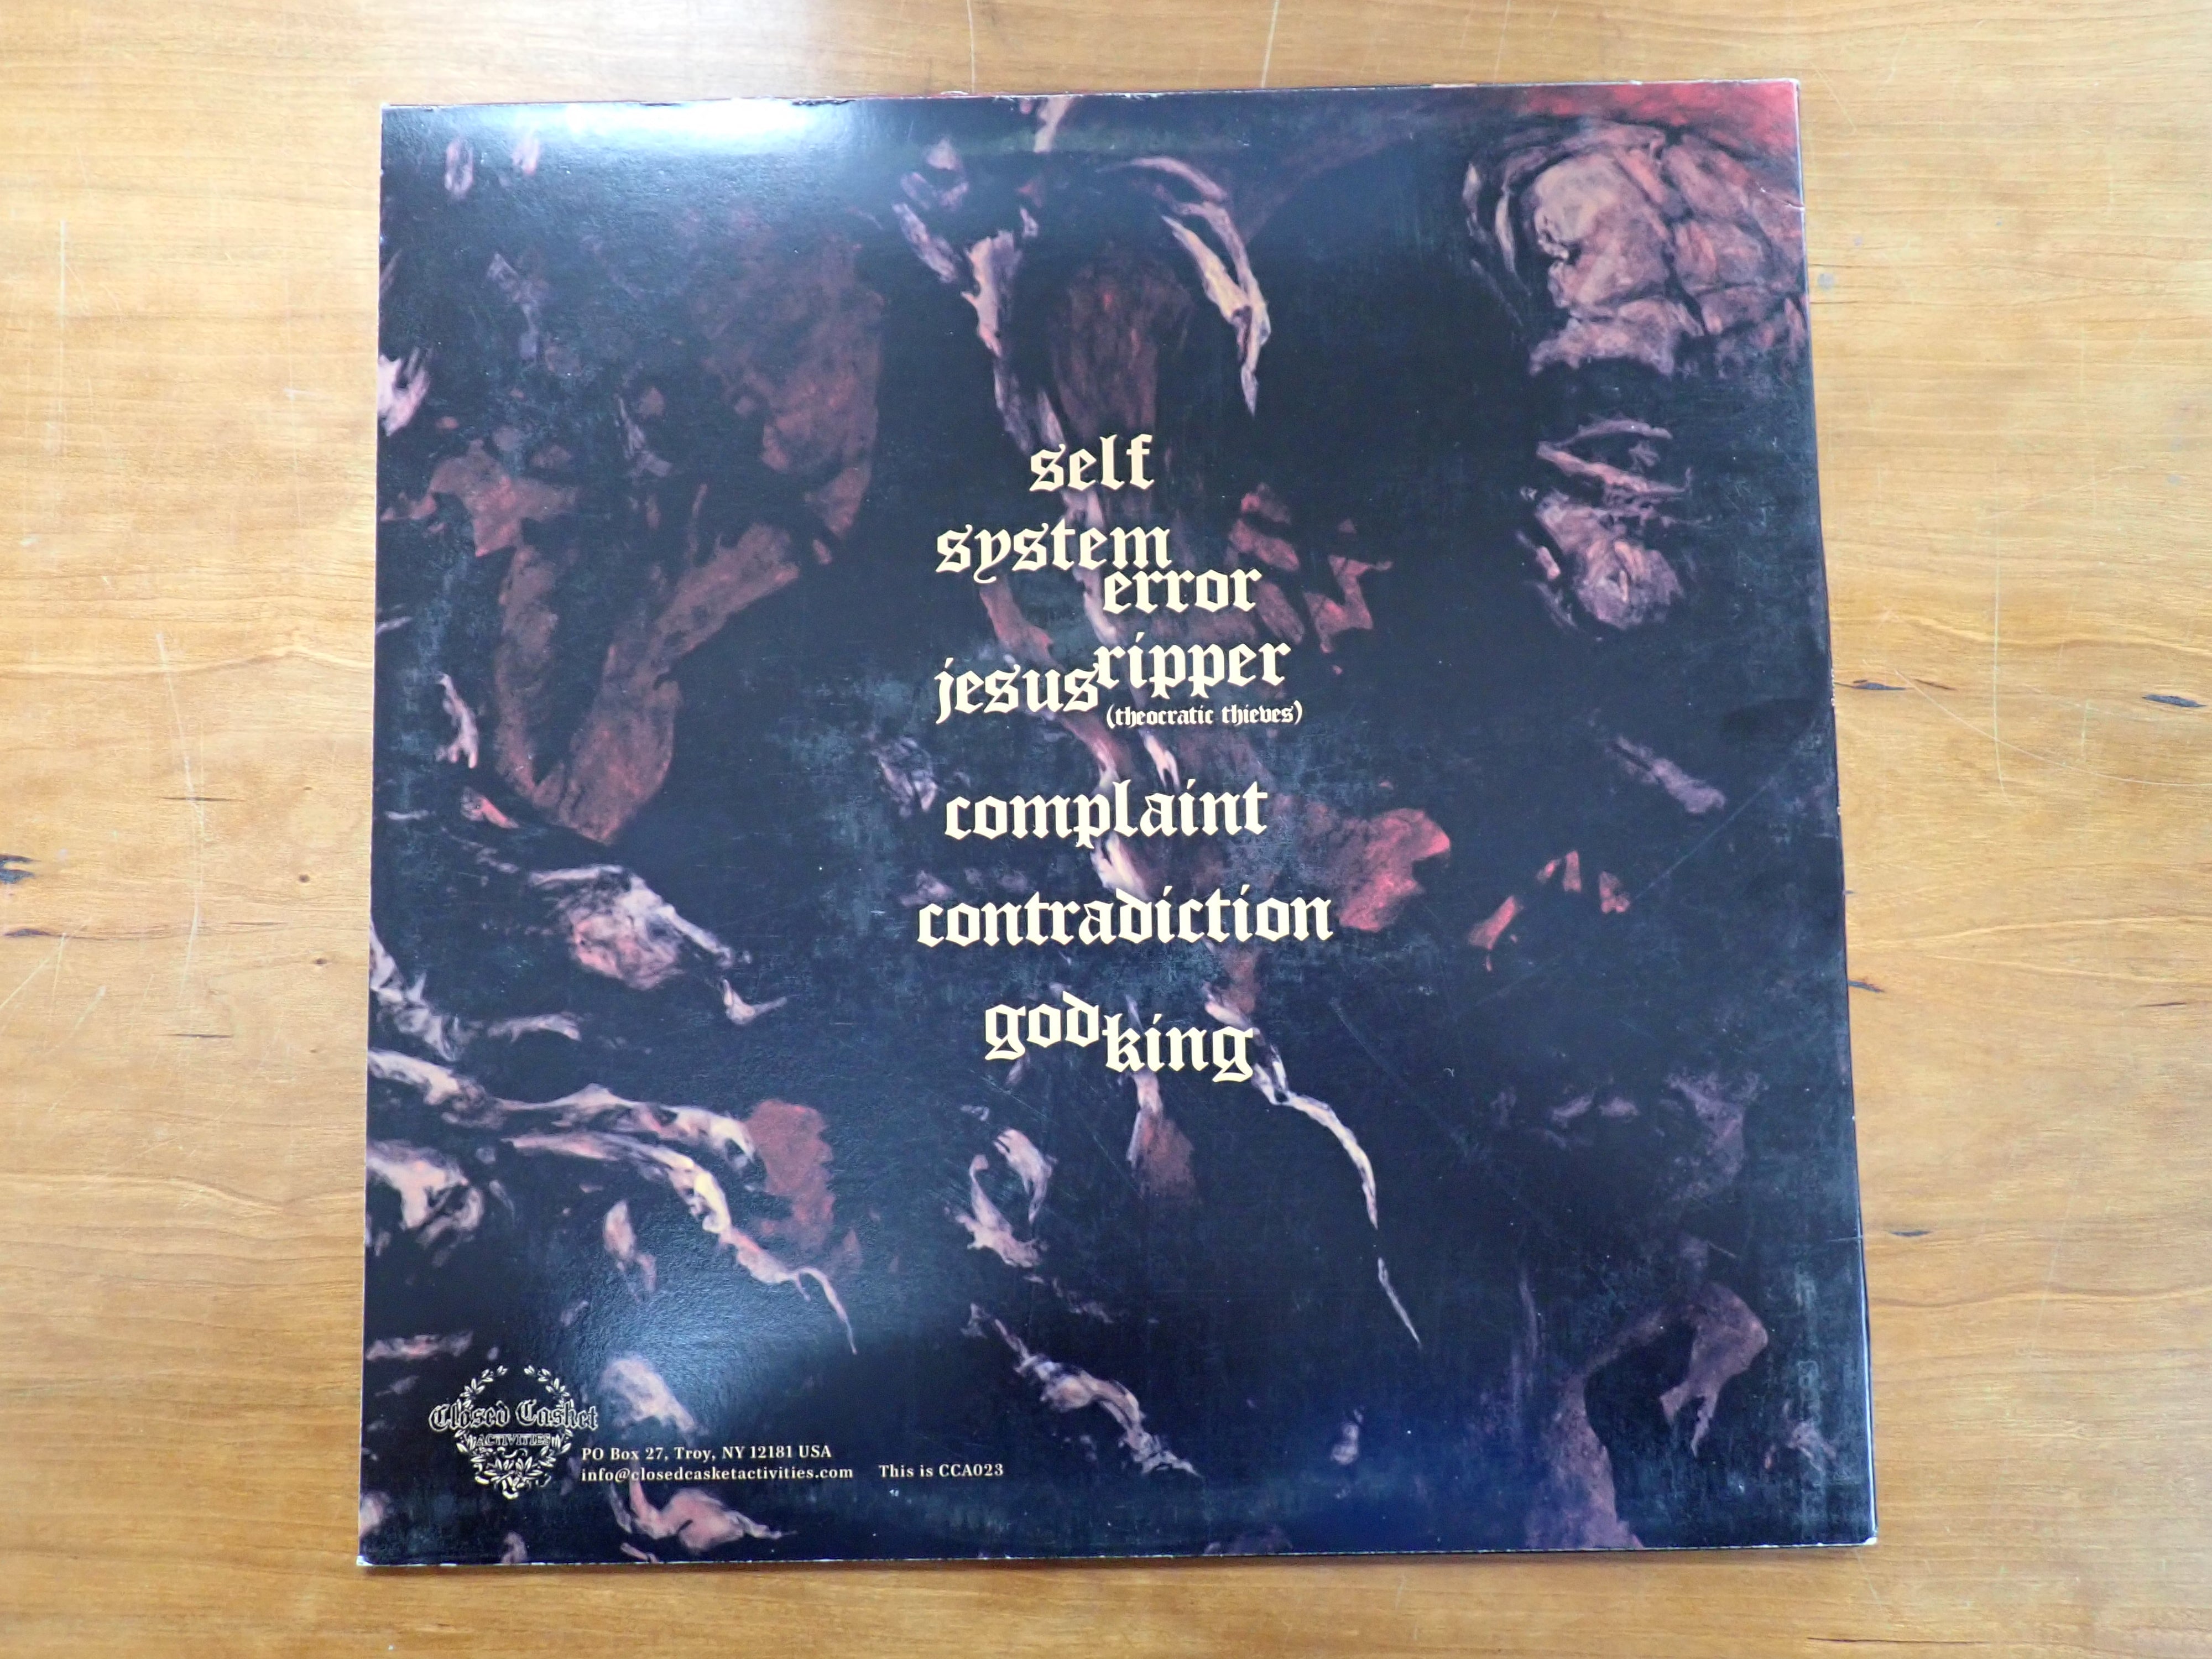 self
system
error
jesus ripper
(theocratic thieves)
complaint
contradiction
god king
Closed Casket
ACTIVITIES
PO Box 27, Troy, NY 12181 USA
info@closedcasketactivities.com This is CCA023